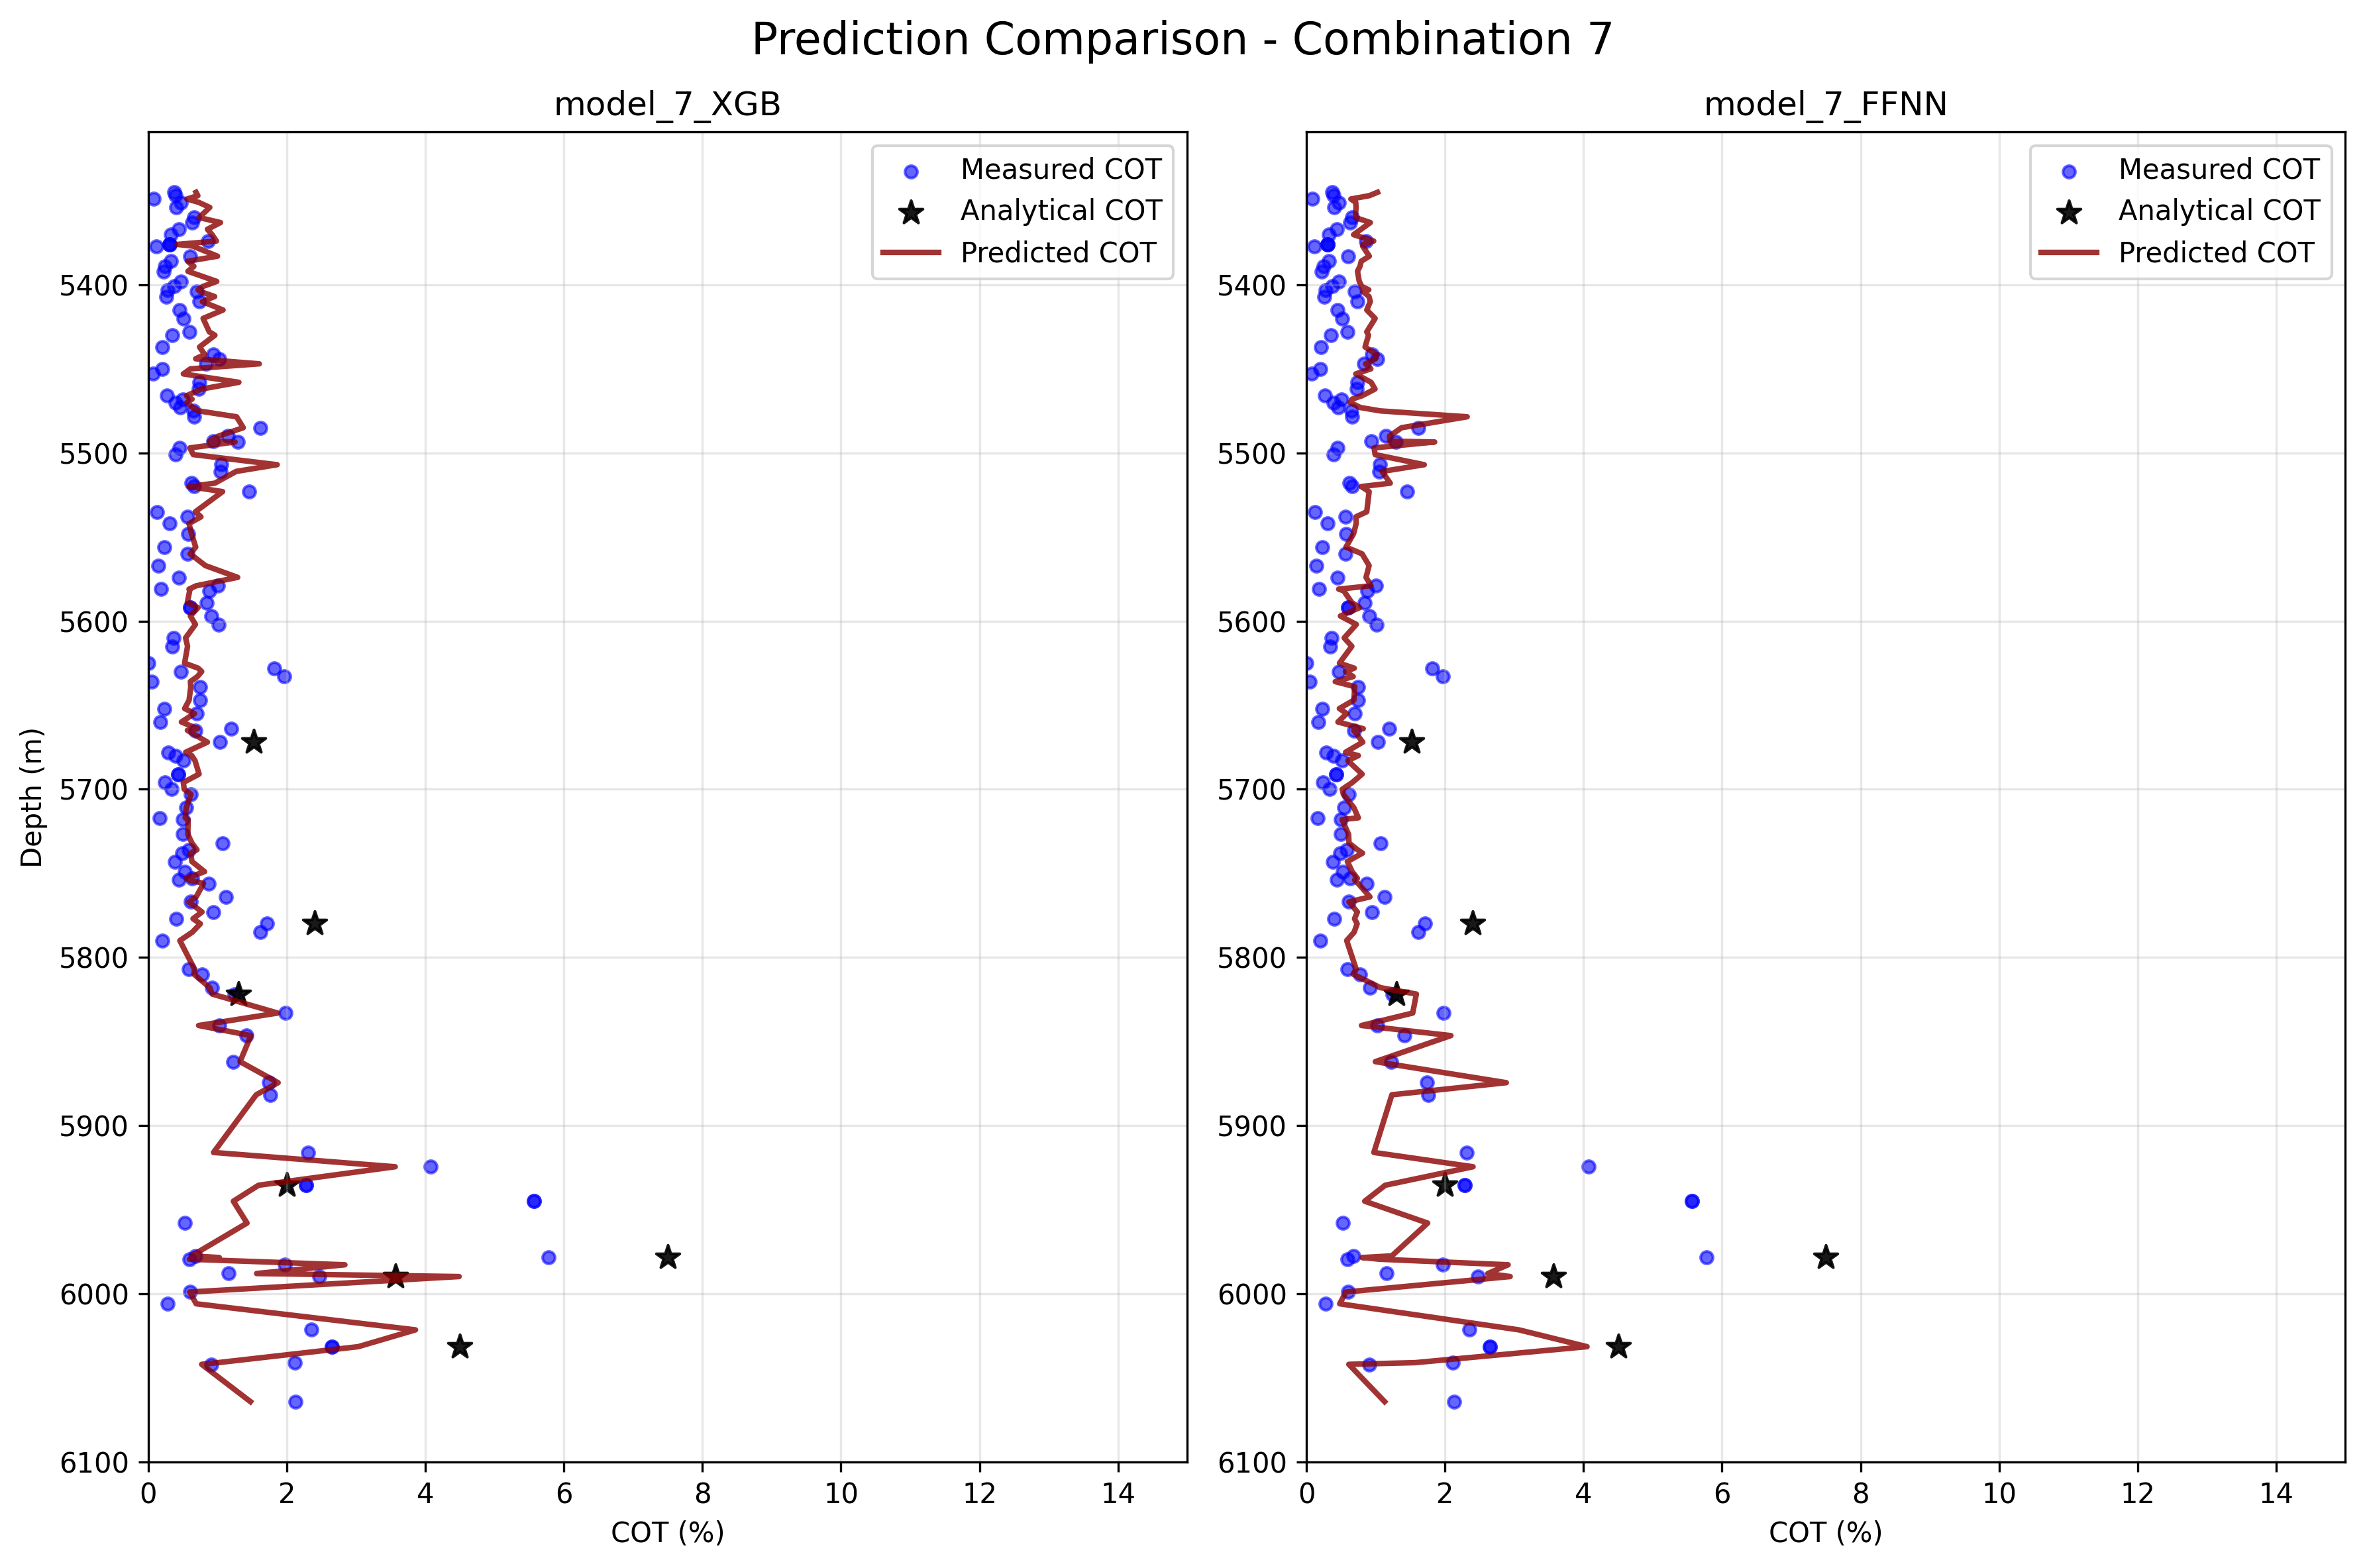 Prediction Comparison - Combination 7
model_7_XGB
Measured COT
Analytical COT
Predicted COT
5400
5500
5600
5700
5800
5900
6000
6100
Depth (m)
0 2 4 6 8 10 12 14
COT (%)
model_7_FFNN
Measured COT
Analytical COT
Predicted COT
5400
5500
5600
5700
5800
5900
6000
6100
0 2 4 6 8 10 12 14
COT (%)